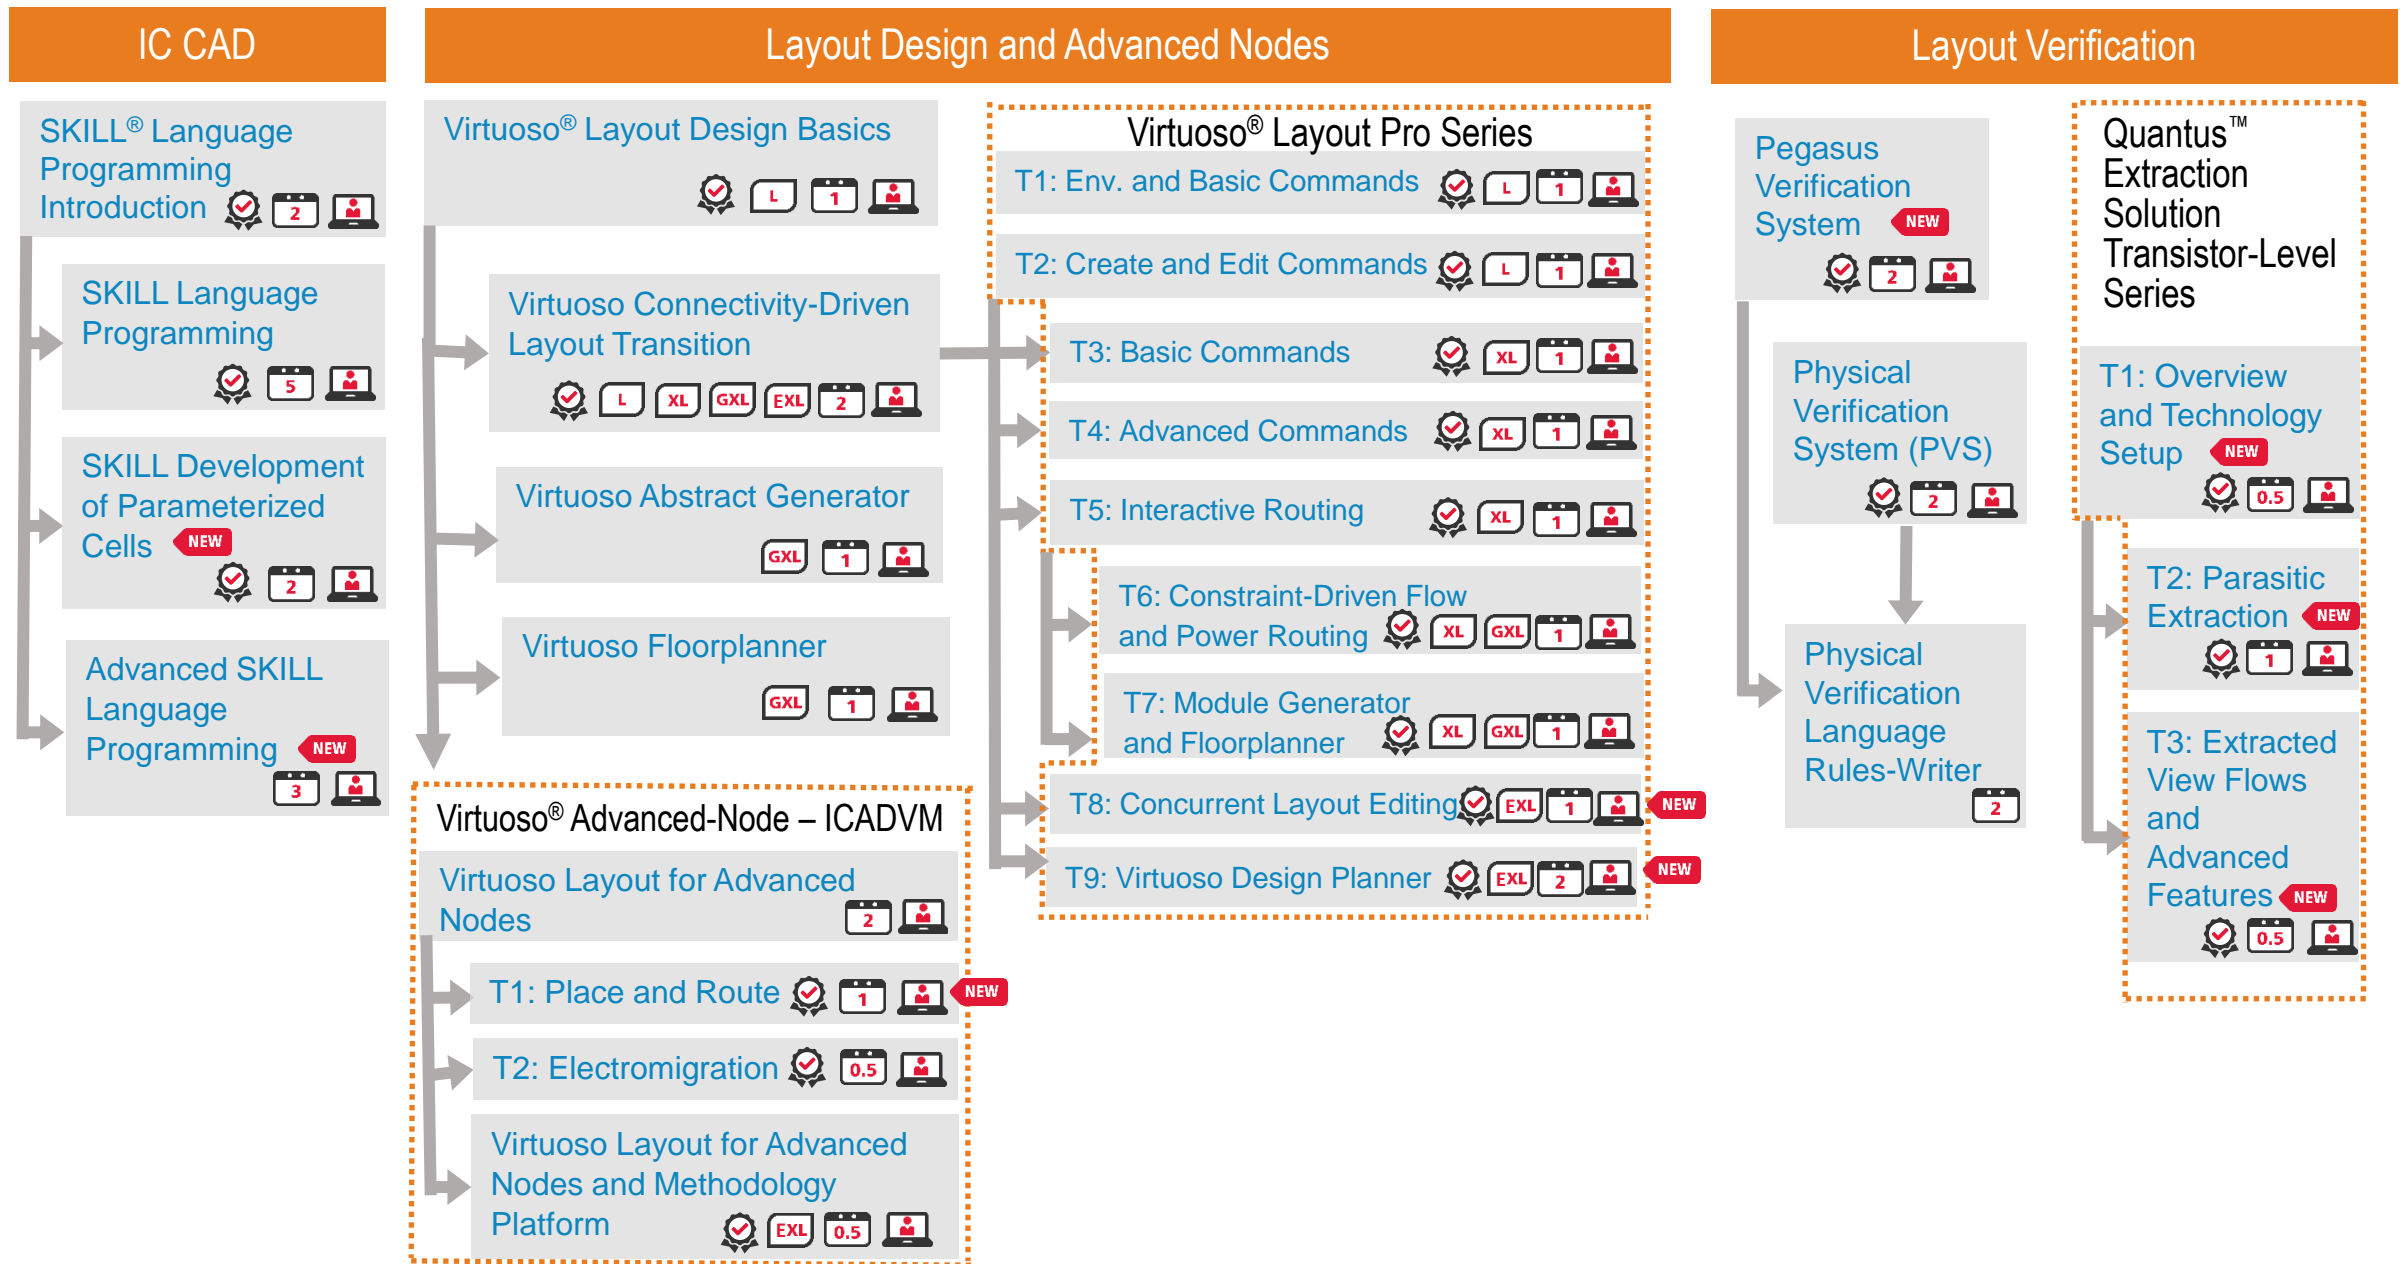 IC CAD
SKILL® Language
Programming
Introduction
2
SKILL Language
Programming
5
SKILL Development
of Parameterized
Cells NEW
2
Advanced SKILL
Language
Programming NEW
3
Layout Design and Advanced Nodes
Virtuoso® Layout Design Basics
L 1
Virtuoso Connectivity-Driven
Layout Transition
L XL GXL EXL 2
Virtuoso Abstract Generator
GXL 1
Virtuoso Floorplanner
GXL 1
Virtuoso® Advanced-Node – ICADVM
Virtuoso Layout for Advanced
Nodes
2
T1: Place and Route 1 NEW
T2: Electromigration 0.5
Virtuoso Layout for Advanced
Nodes and Methodology
Platform
EXL 0.5
Virtuoso® Layout Pro Series
T1: Env. and Basic Commands L 1
T2: Create and Edit Commands L 1
T3: Basic Commands XL 1
T4: Advanced Commands XL 1
T5: Interactive Routing XL 1
T6: Constraint-Driven Flow
and Power Routing XL GXL 1
T7: Module Generator
and Floorplanner XL GXL 1
T8: Concurrent Layout Editing EXL 1 NEW
T9: Virtuoso Design Planner EXL 2 NEW
Layout Verification
Pegasus
Verification
System NEW
2
Physical
Verification
System (PVS)
2
Physical
Verification
Language
Rules-Writer
2
Quantus™
Extraction
Solution
Transistor-Level
Series
T1: Overview
and Technology
Setup NEW
0.5
T2: Parasitic
Extraction NEW
1
T3: Extracted
View Flows
and
Advanced
Features NEW
0.5